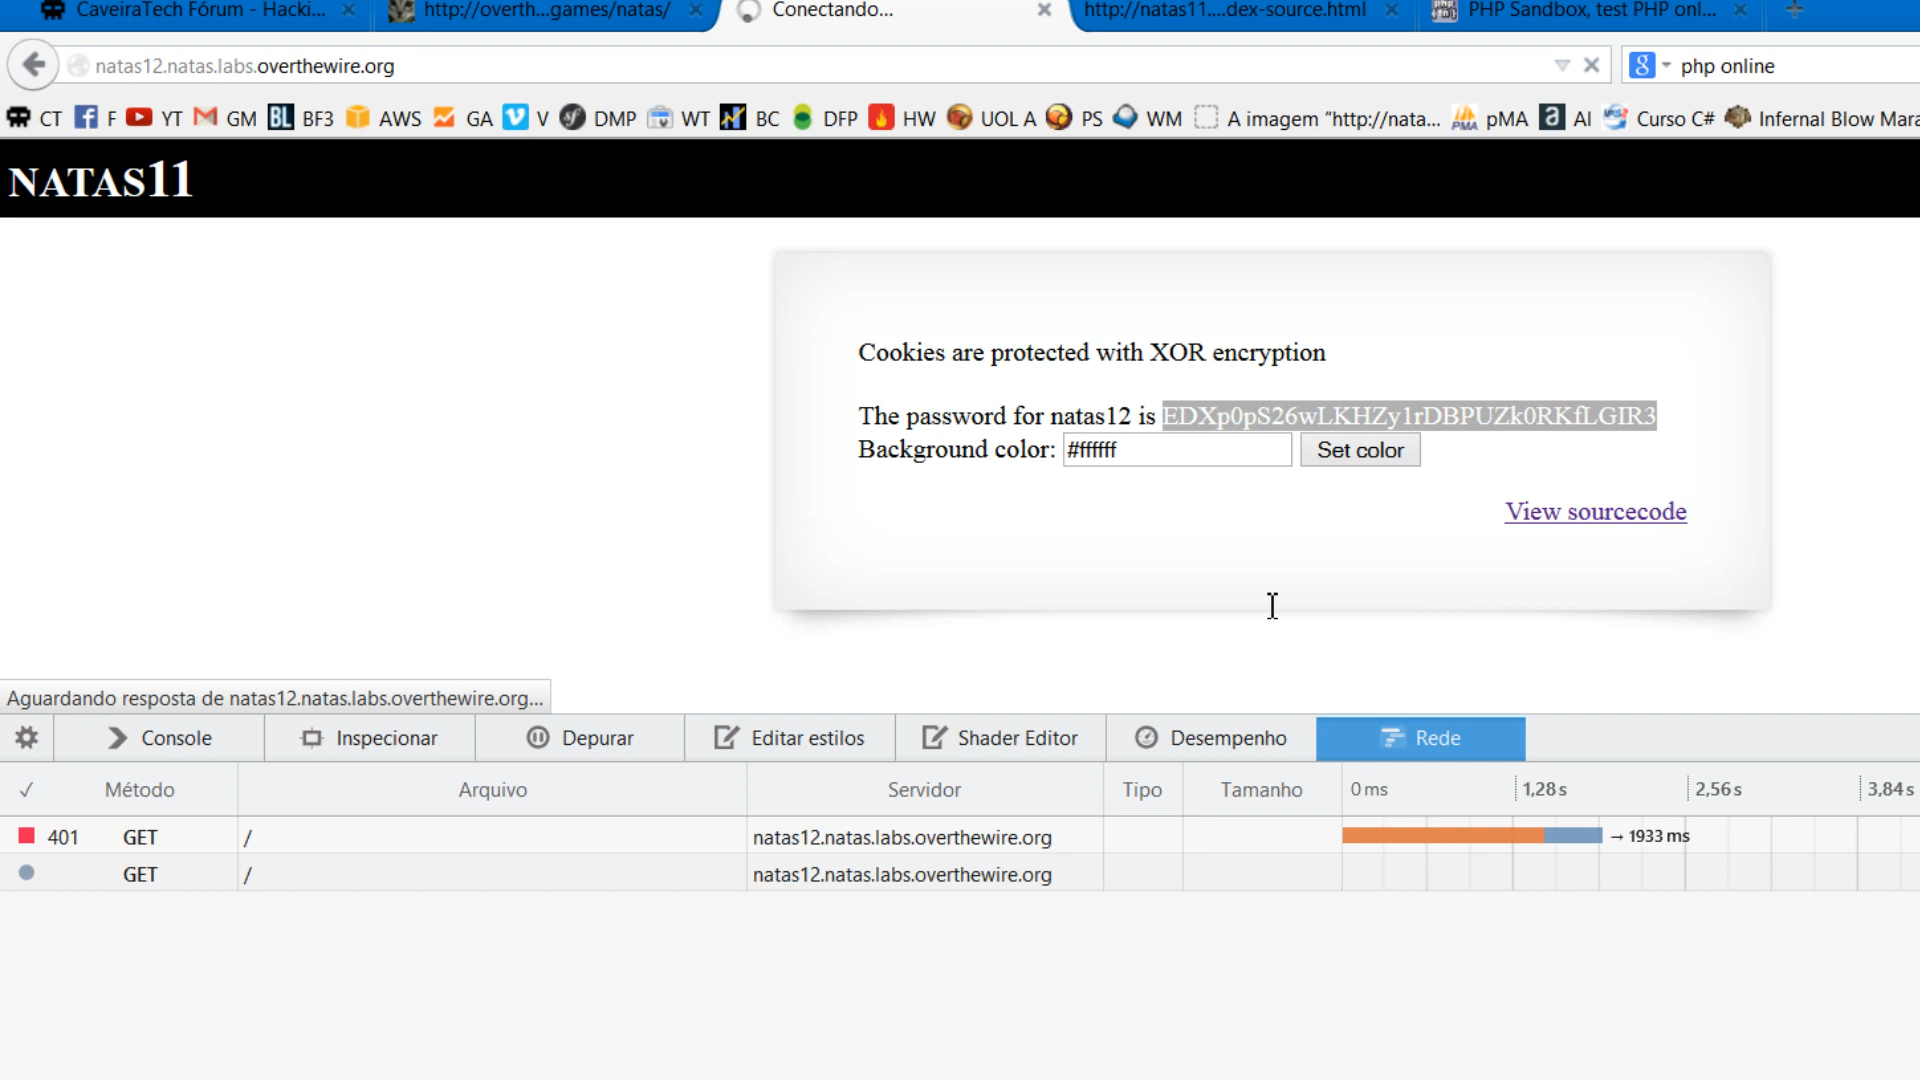 CaveiraTech Fórum - Hacki...
http://overth...games/natas/
Conectando...
http://natas11....dex-source.html
PHP Sandbox, test PHP onl...
natas12.natas.labs.overthewire.org
php online
CT F YT GM BF3 AWS GA V DMP WT BC DFP HW UOL A PS WM A imagem "http://nata... pMA AI Curso C# Infernal Blow Mara
NATAS11
Cookies are protected with XOR encryption
The password for natas12 is EDXp0pS26wLKHZy1rDBPUZk0RKfLGIR3
Background color: #ffffff Set color
View sourcecode
Aguardando resposta de natas12.natas.labs.overthewire.org...
Console Inspecionar Depurar Editar estilos Shader Editor Desempenho Rede
✓ Método Arquivo Servidor Tipo Tamanho 0 ms 1,28 s 2,56 s 3,84 s
401 GET / natas12.natas.labs.overthewire.org → 1933 ms
GET / natas12.natas.labs.overthewire.org